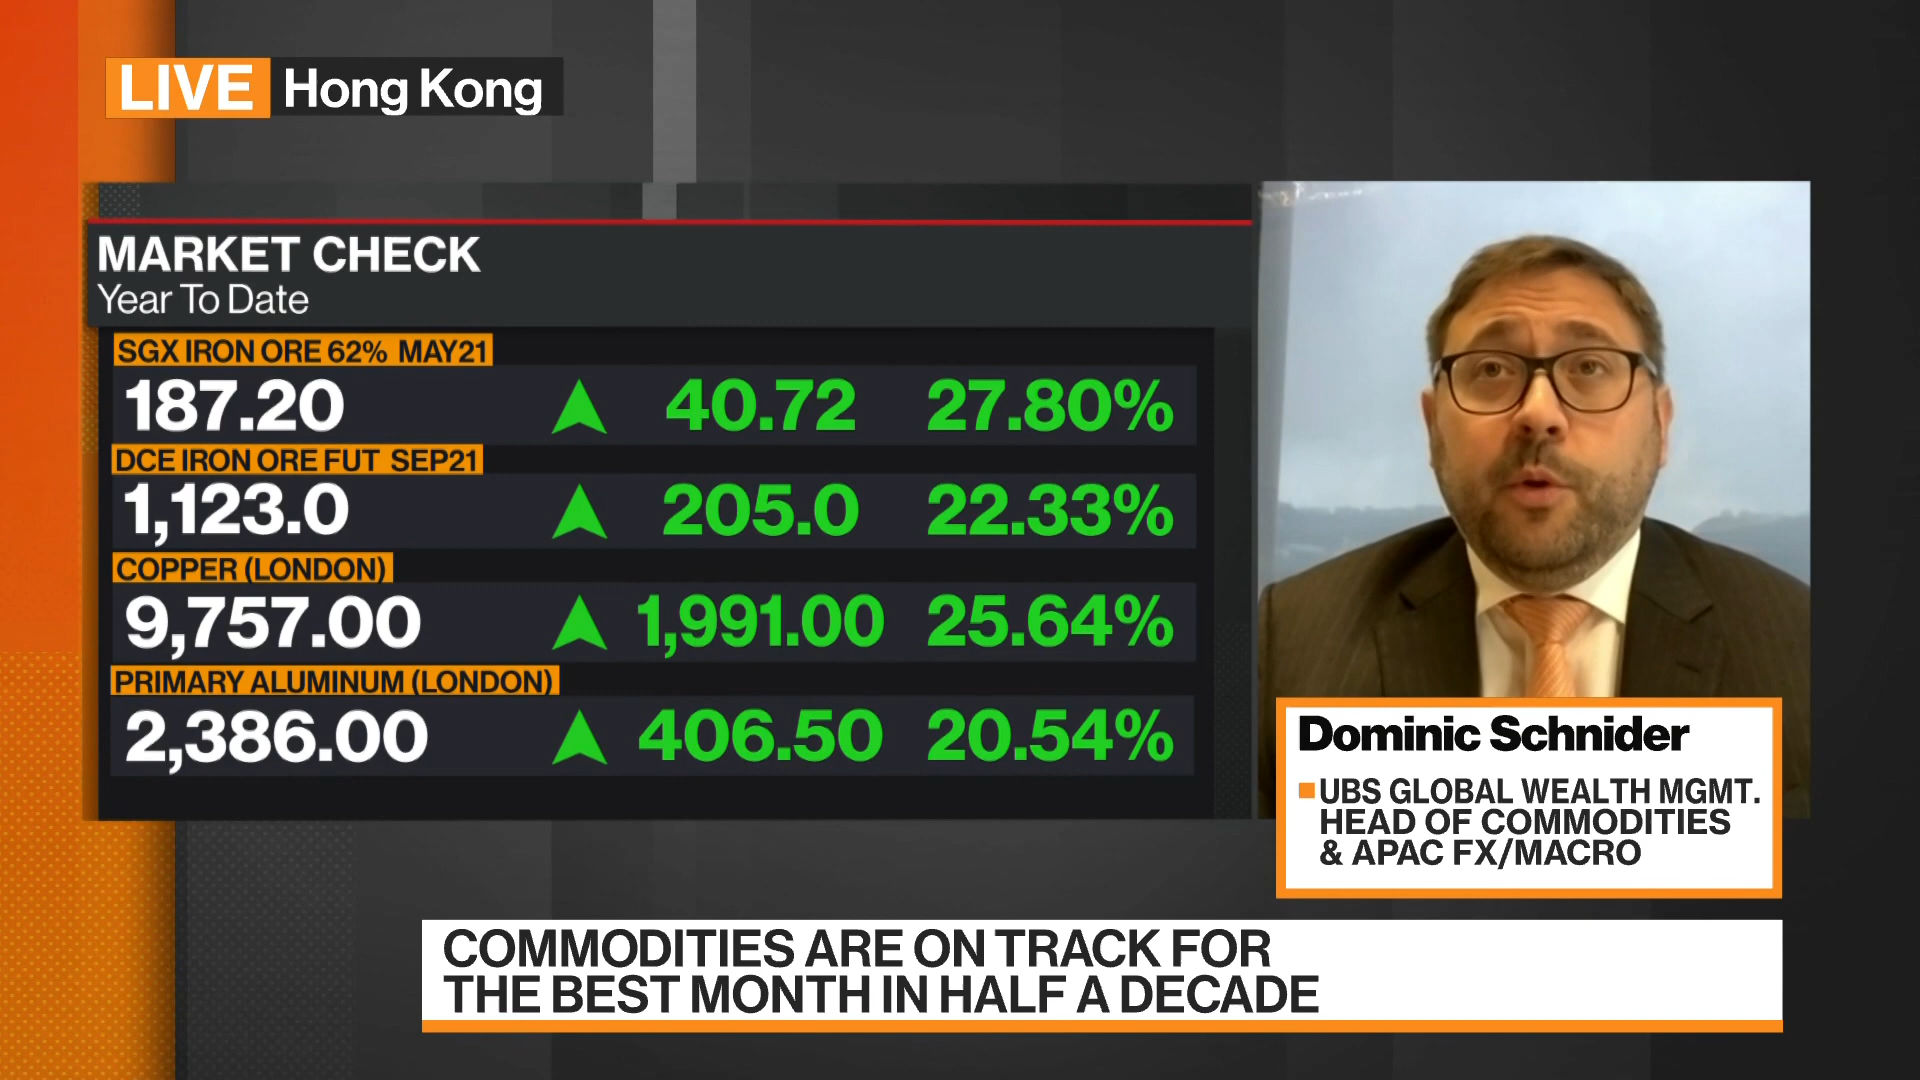 LIVE Hong Kong
MARKET CHECK
Year To Date
SGX IRON ORE 62% MAY21
187.20 ▲ 40.72 27.80%
DCE IRON ORE FUT SEP21
1,123.0 ▲ 205.0 22.33%
COPPER (LONDON)
9,757.00 ▲ 1,991.00 25.64%
PRIMARY ALUMINUM (LONDON)
2,386.00 ▲ 406.50 20.54%
Dominic Schnider
UBS GLOBAL WEALTH MGMT.
HEAD OF COMMODITIES
& APAC FX/MACRO
COMMODITIES ARE ON TRACK FOR
THE BEST MONTH IN HALF A DECADE